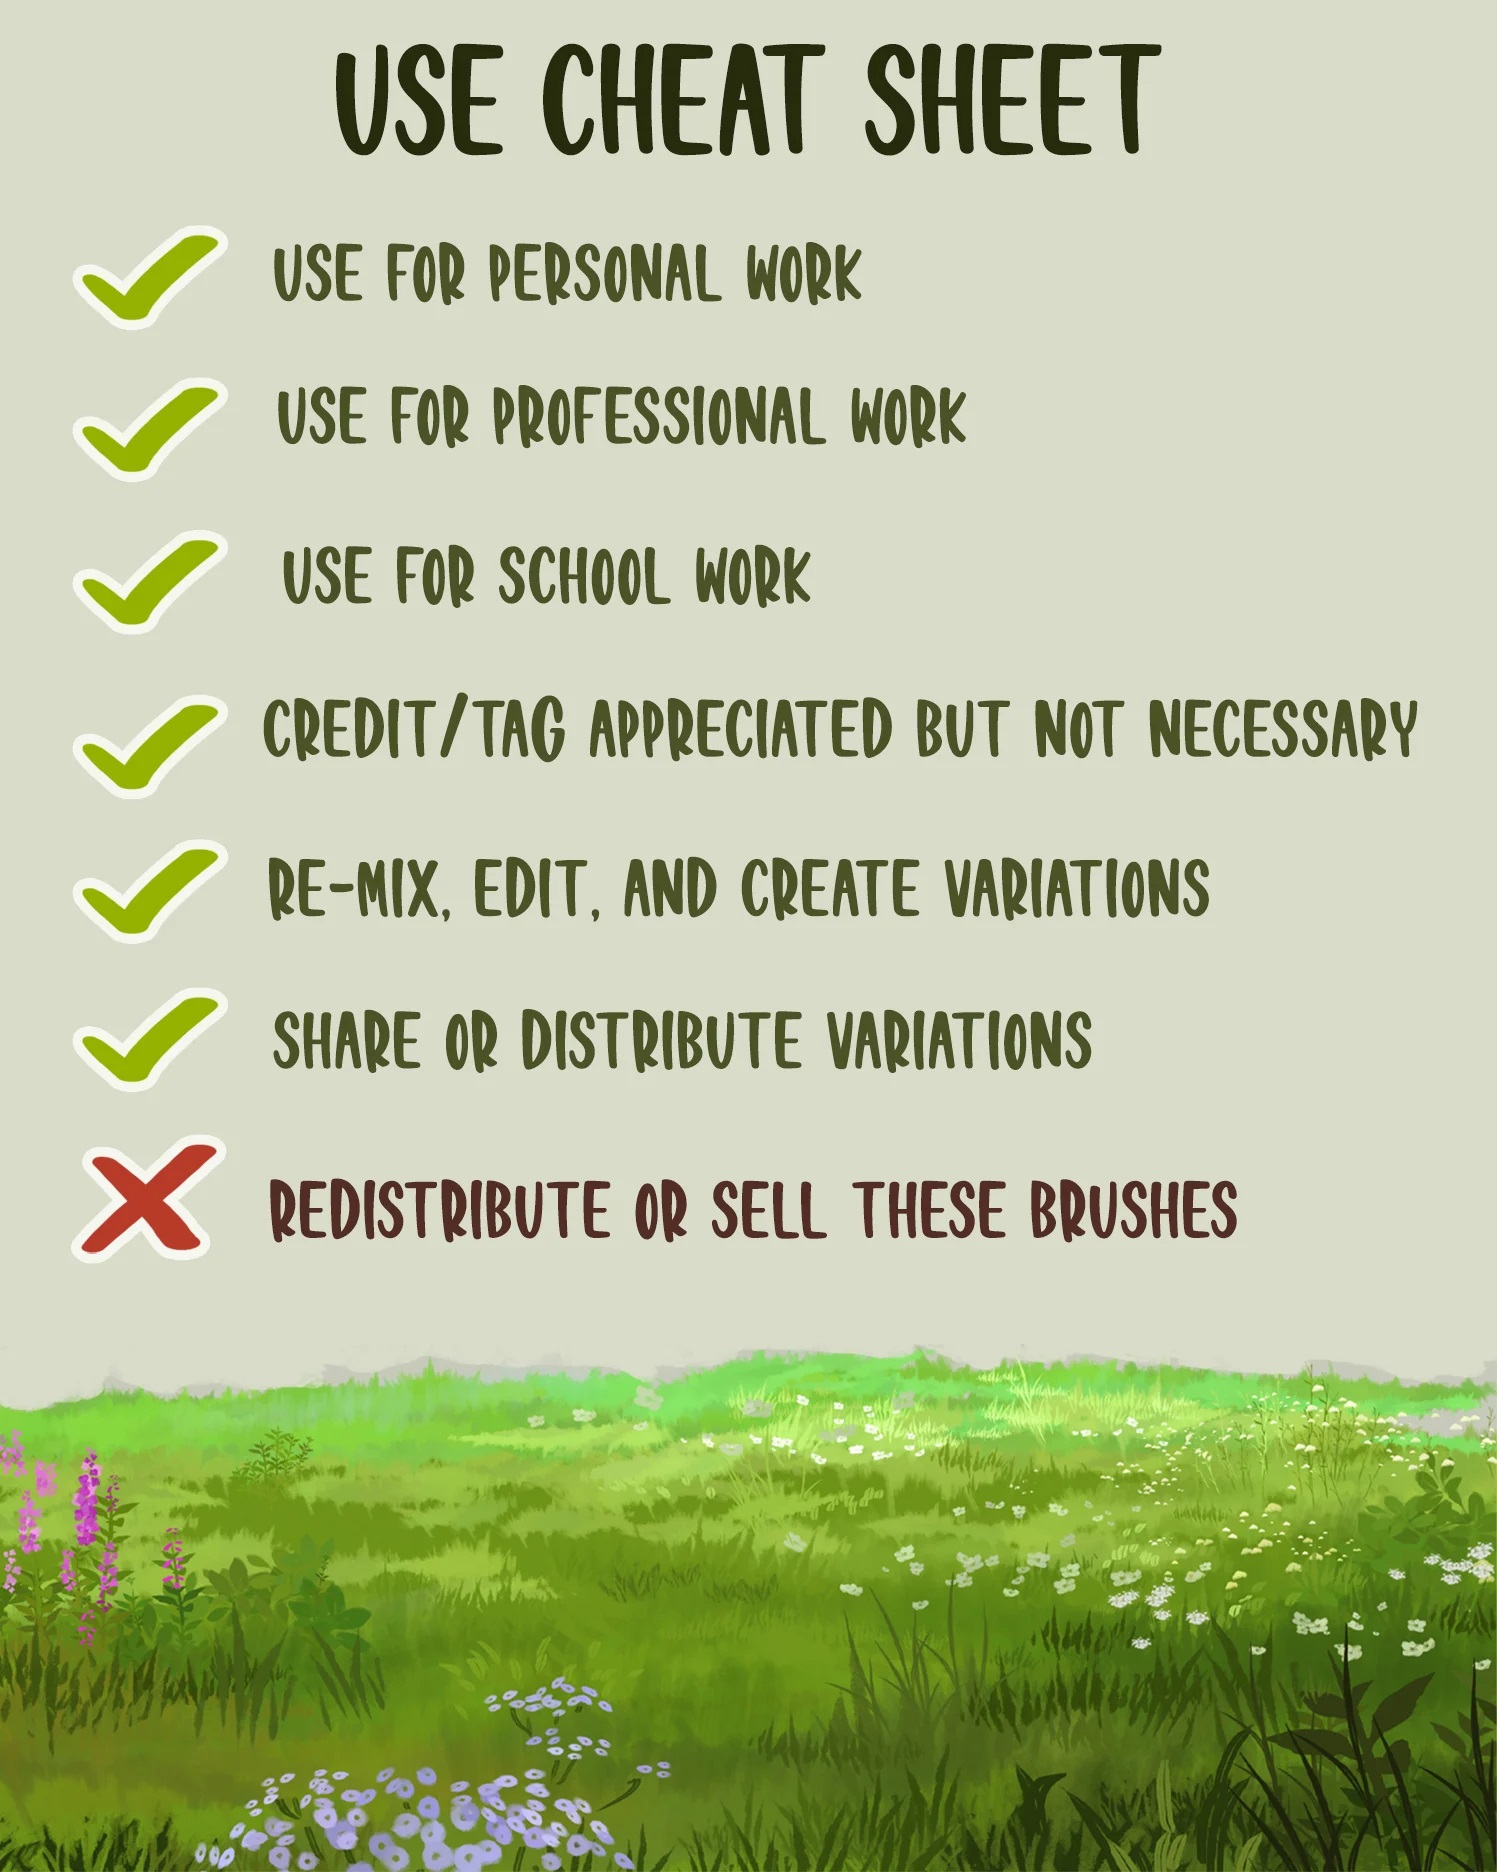 USE CHEAT SHEET
USE FOR PERSONAL WORK
USE FOR PROFESSIONAL WORK
USE FOR SCHOOL WORK
CREDIT/TAG APPRECIATED BUT NOT NECESSARY
RE-MIX, EDIT, AND CREATE VARIATIONS
SHARE OR DISTRIBUTE VARIATIONS
REDISTRIBUTE OR SELL THESE BRUSHES